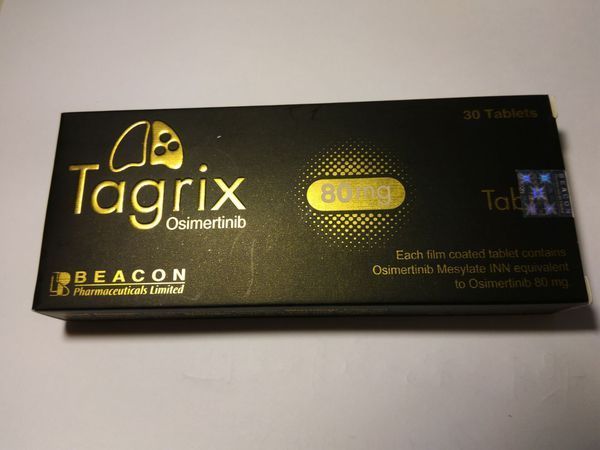 30 Tablets
Tagrix
Osimertinib
80mg
BEACON
BEACON
Pharmaceuticals Limited
Each film coated tablet contains
Osimertinib Mesylate INN equivalent
to Osimertinib 80 mg.